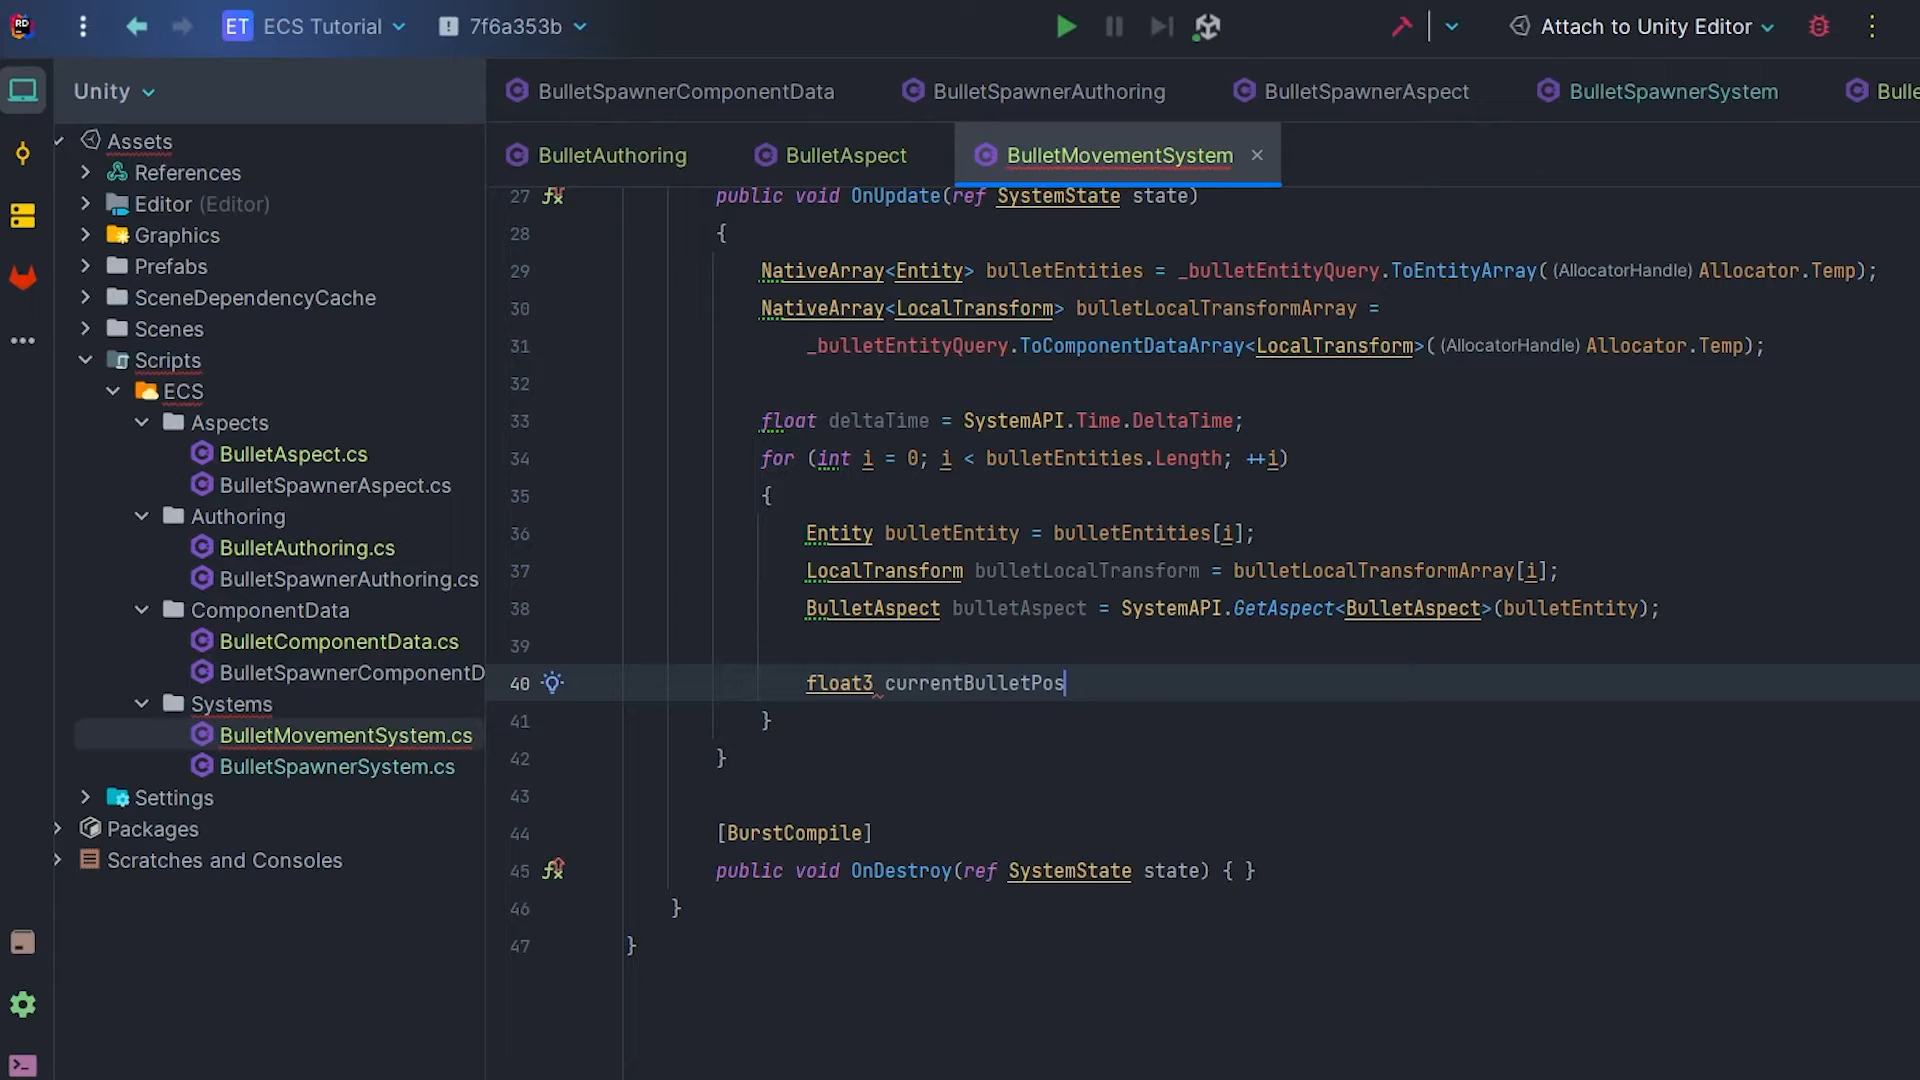 RD
ET ECS Tutorial
7f6a353b
Attach to Unity Editor
Unity
Assets
References
Editor (Editor)
Graphics
Prefabs
SceneDependencyCache
Scenes
Scripts
ECS
Aspects
BulletAspect.cs
BulletSpawnerAspect.cs
Authoring
BulletAuthoring.cs
BulletSpawnerAuthoring.cs
ComponentData
BulletComponentData.cs
BulletSpawnerComponentD
Systems
BulletMovementSystem.cs
BulletSpawnerSystem.cs
Settings
Packages
Scratches and Consoles
BulletSpawnerComponentData
BulletSpawnerAuthoring
BulletSpawnerAspect
BulletSpawnerSystem
Bulle
BulletAuthoring
BulletAspect
BulletMovementSystem
27 public void OnUpdate(ref SystemState state)
28 {
29 NativeArray<Entity> bulletEntities = _bulletEntityQuery.ToEntityArray((AllocatorHandle) Allocator.Temp);
30 NativeArray<LocalTransform> bulletLocalTransformArray =
31 _bulletEntityQuery.ToComponentDataArray<LocalTransform>((AllocatorHandle) Allocator.Temp);
32
33 float deltaTime = SystemAPI.Time.DeltaTime;
34 for (int i = 0; i < bulletEntities.Length; ++i)
35 {
36 Entity bulletEntity = bulletEntities[i];
37 LocalTransform bulletLocalTransform = bulletLocalTransformArray[i];
38 BulletAspect bulletAspect = SystemAPI.GetAspect<BulletAspect>(bulletEntity);
39
40 float3 currentBulletPos
41 }
42 }
43
44 [BurstCompile]
45 public void OnDestroy(ref SystemState state) { }
46 }
47 }